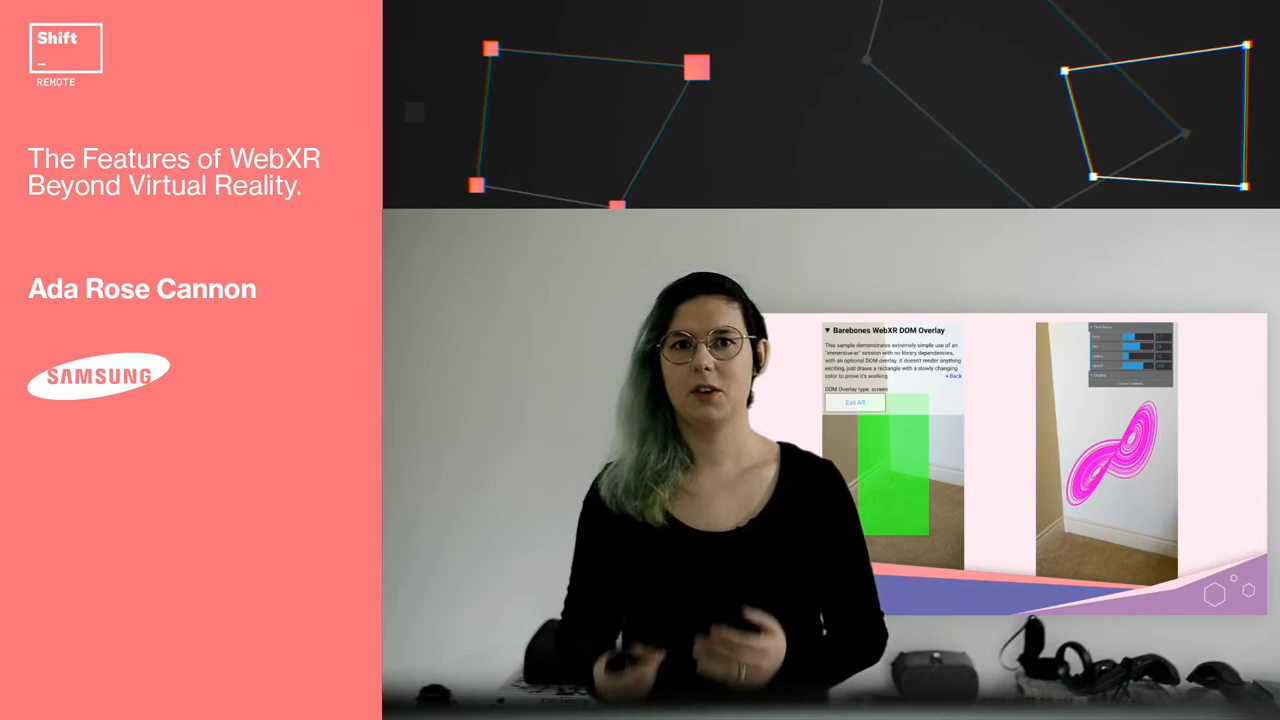 Shift
_
REMOTE
The Features of WebXR
Beyond Virtual Reality.
Ada Rose Cannon
SAMSUNG
▼ Barebones WebXR DOM Overlay
This sample demonstrates extremely simple use of an
"immersive-ar" session with no library dependencies,
with an optional DOM overlay. It doesn't render anything
exciting, just draws a rectangle with a slowly changing
color to prove it's working.
◂ Back
DOM Overlay type: screen
Exit AR